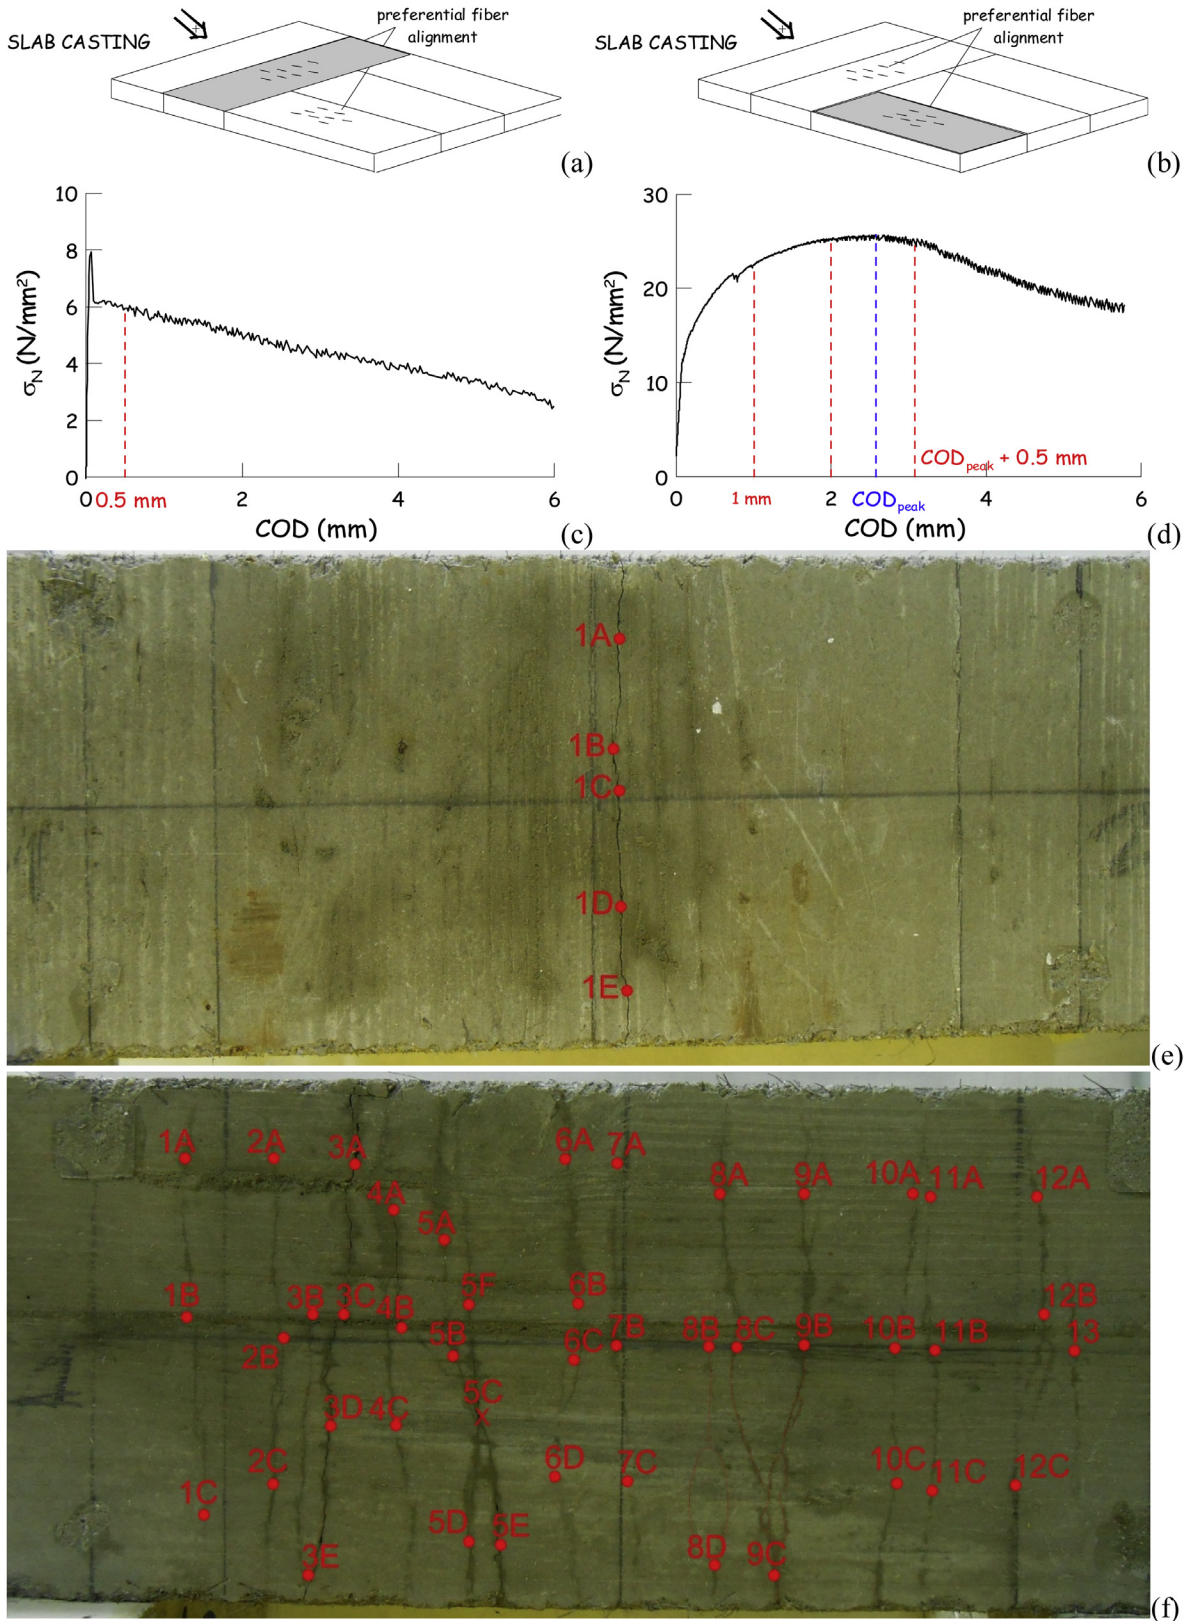 SLAB CASTING
preferential fiber
alignment
(a)
SLAB CASTING
preferential fiber
alignment
(b)
10
8
6
4
2
0
σN (N/mm²)
0 0.5 mm 2 4 6
COD (mm)
(c)
30
20
10
0
σN (N/mm²)
CODpeak + 0.5 mm
0 1 mm 2 CODpeak 4 6
COD (mm)
(d)
1A
1B
1C
1D
1E
(e)
1A 2A 3A 6A 7A
4A 8A 9A 10A 11A 12A
5A
1B 3B 3C 4B 5F 6B 12B
2B 5B 6C 7B 8B 8C 9B 10B 11B 13
5C
X
3D 4C
2C 6D 7C 10C 11C 12C
1C
5D 5E
3E 8D 9C
(f)